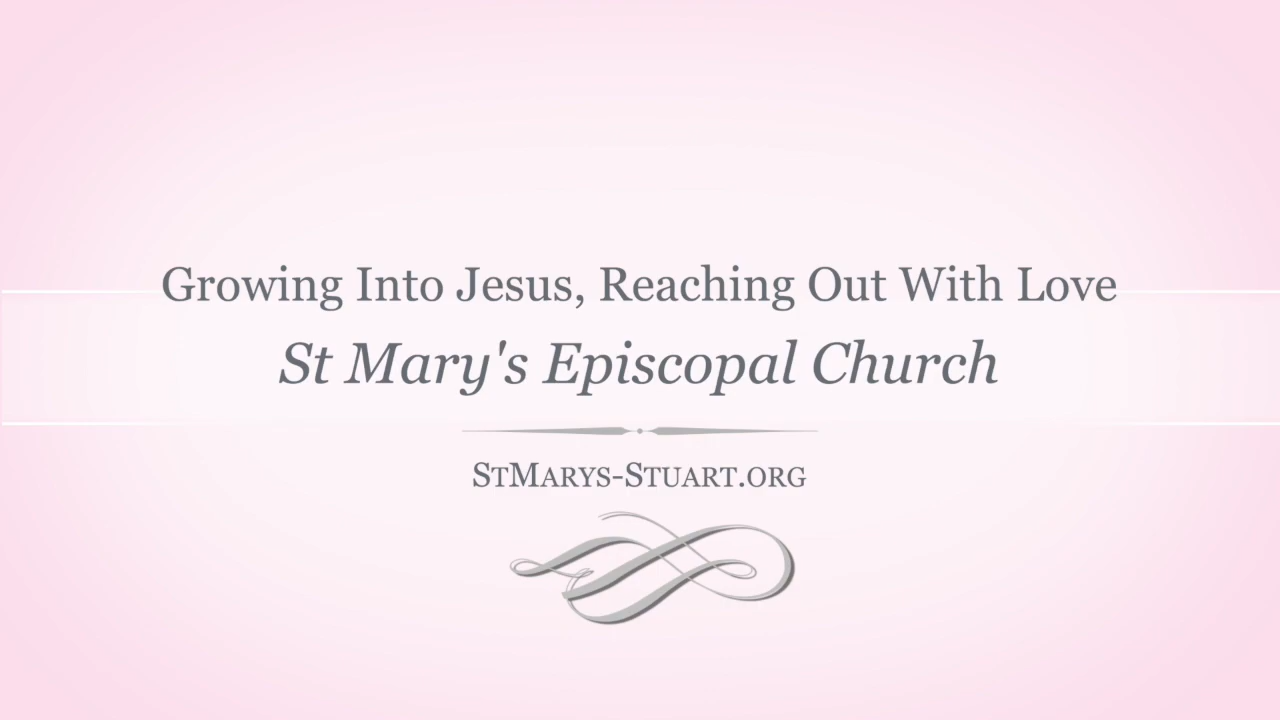 Growing Into Jesus, Reaching Out With Love
St Mary's Episcopal Church
StMarys-Stuart.org